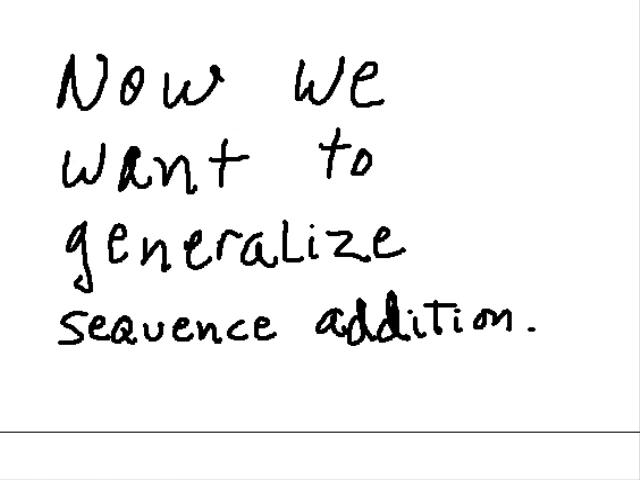 Now we
want to
generalize
sequence addition.